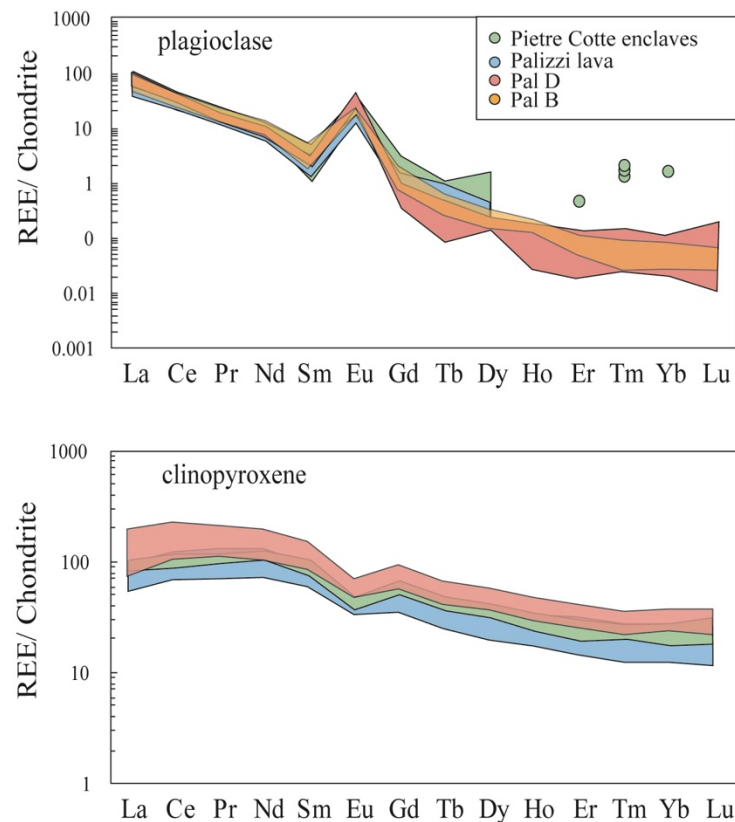 plagioclase
Pietre Cotte enclaves
Palizzi lava
Pal D
Pal B
REE/ Chondrite
1000
100
10
1
0
0.01
0.001
La Ce Pr Nd Sm Eu Gd Tb Dy Ho Er Tm Yb Lu
clinopyroxene
REE/ Chondrite
1000
100
10
1
La Ce Pr Nd Sm Eu Gd Tb Dy Ho Er Tm Yb Lu